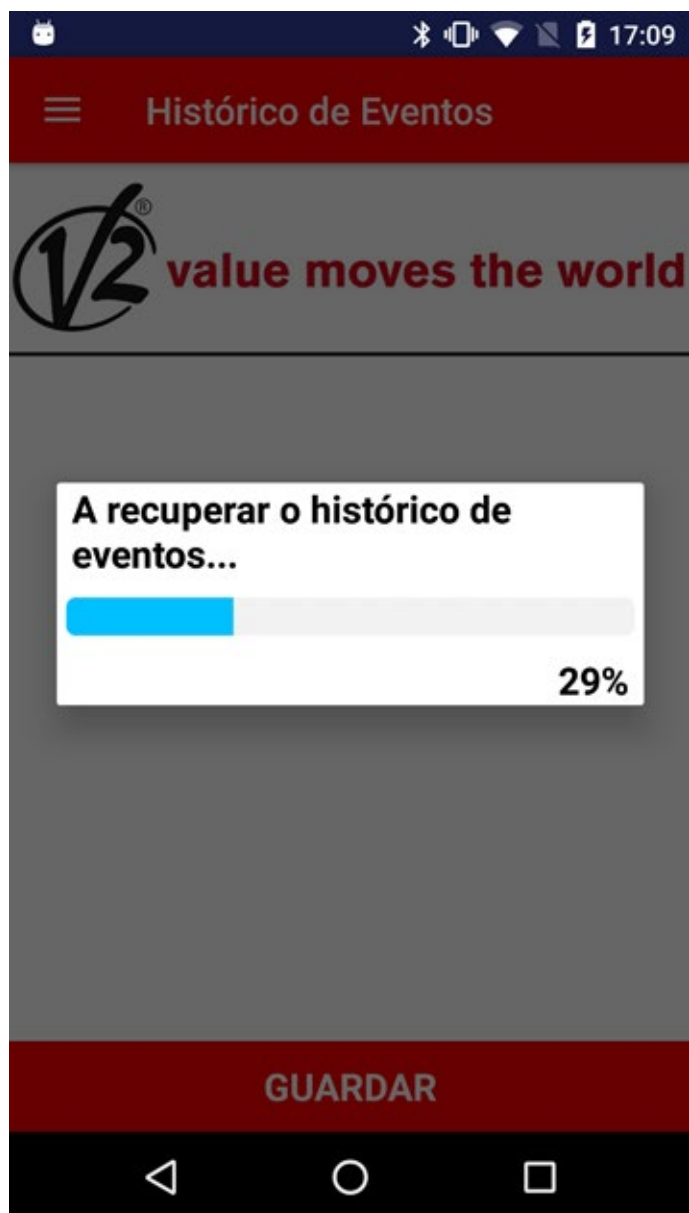 17:09
Histórico de Eventos
V2®
value moves the world
A recuperar o histórico de
eventos...
29%
GUARDAR